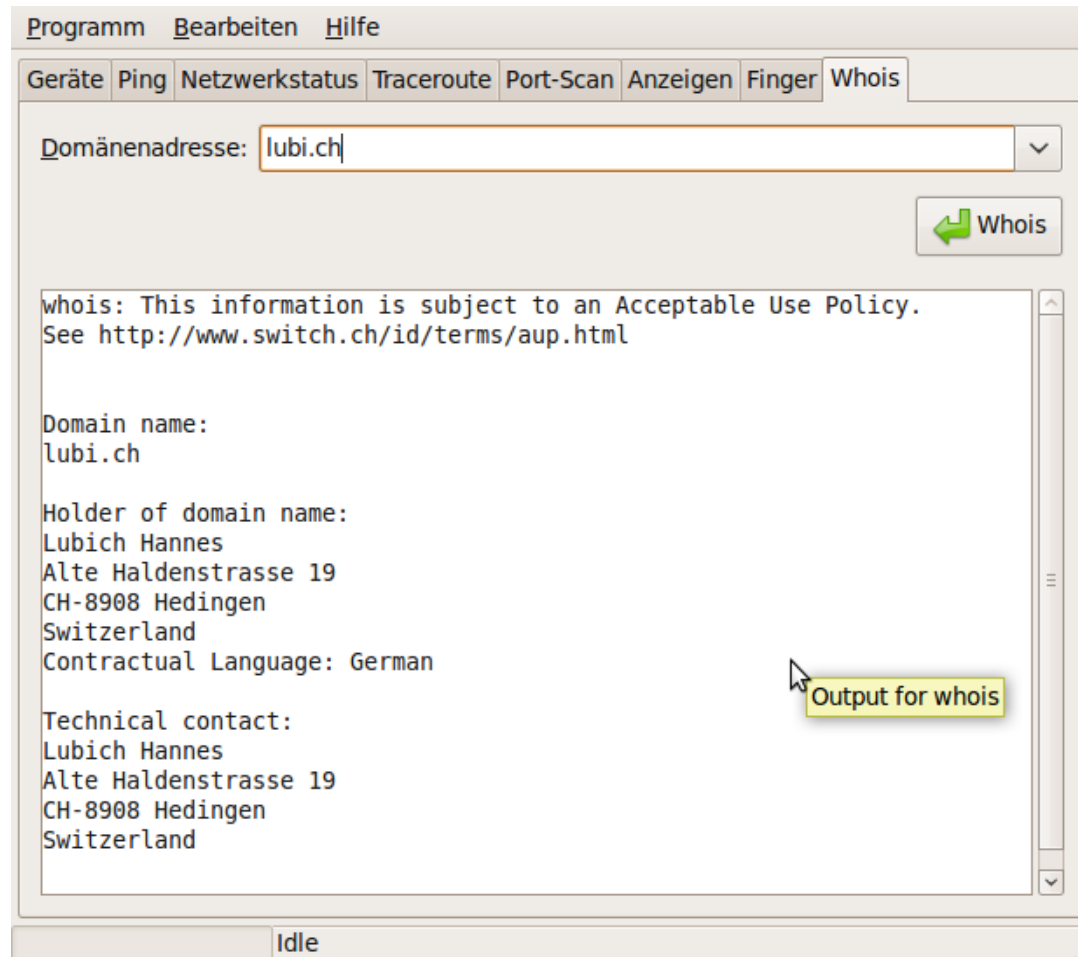 Programm Bearbeiten Hilfe
Geräte Ping Netzwerkstatus Traceroute Port-Scan Anzeigen Finger Whois
Domänenadresse: lubi.ch
Whois
whois: This information is subject to an Acceptable Use Policy.
See http://www.switch.ch/id/terms/aup.html
Domain name:
lubi.ch
Holder of domain name:
Lubich Hannes
Alte Haldenstrasse 19
CH-8908 Hedingen
Switzerland
Contractual Language: German
Output for whois
Technical contact:
Lubich Hannes
Alte Haldenstrasse 19
CH-8908 Hedingen
Switzerland
Idle